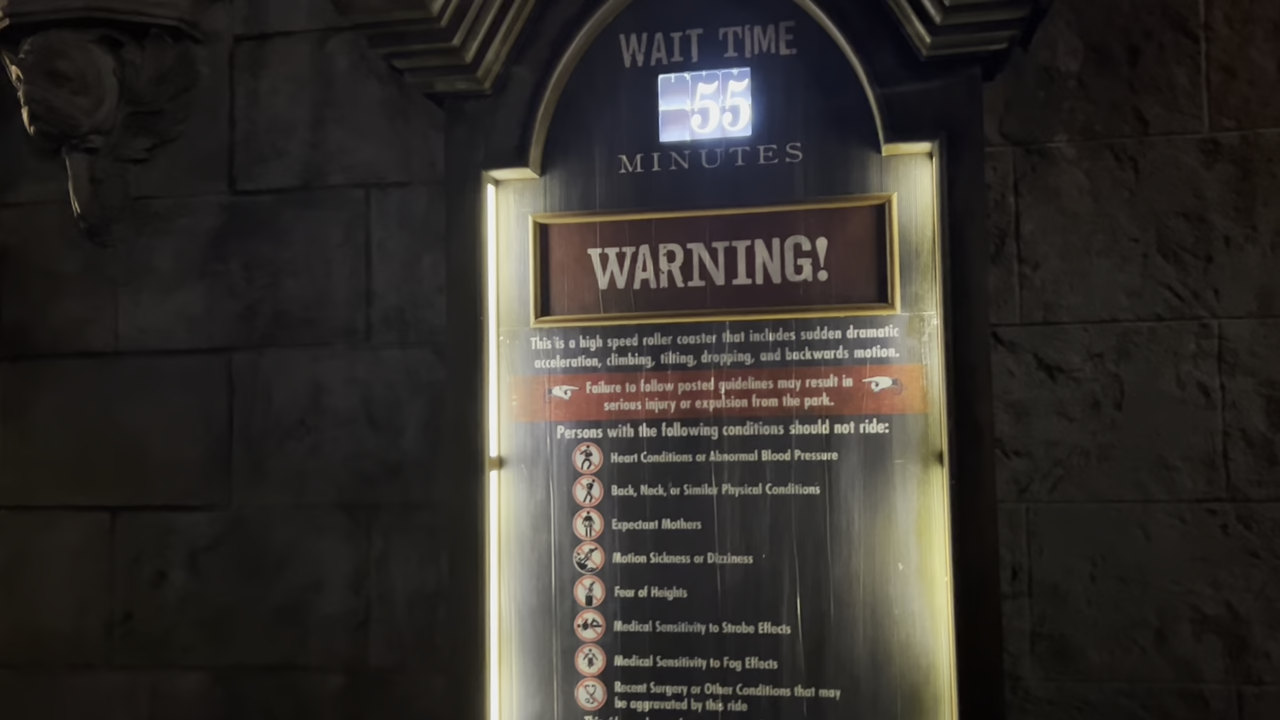 WAIT TIME
55
MINUTES
WARNING!
This is a high speed roller coaster that includes sudden dramatic
acceleration, climbing, tilting, dropping, and backwards motion.
Failure to follow posted guidelines may result in
serious injury or expulsion from the park.
Persons with the following conditions should not ride:
Heart Conditions or Abnormal Blood Pressure
Back, Neck, or Similar Physical Conditions
Expectant Mothers
Motion Sickness or Dizziness
Fear of Heights
Medical Sensitivity to Strobe Effects
Medical Sensitivity to Fog Effects
Recent Surgery or Other Conditions that may
be aggravated by this ride